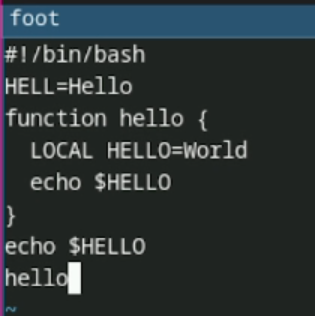 foot
#!/bin/bash
HELL=Hello
function hello {
  LOCAL HELLO=World
  echo $HELLO
}
echo $HELLO
hello
~